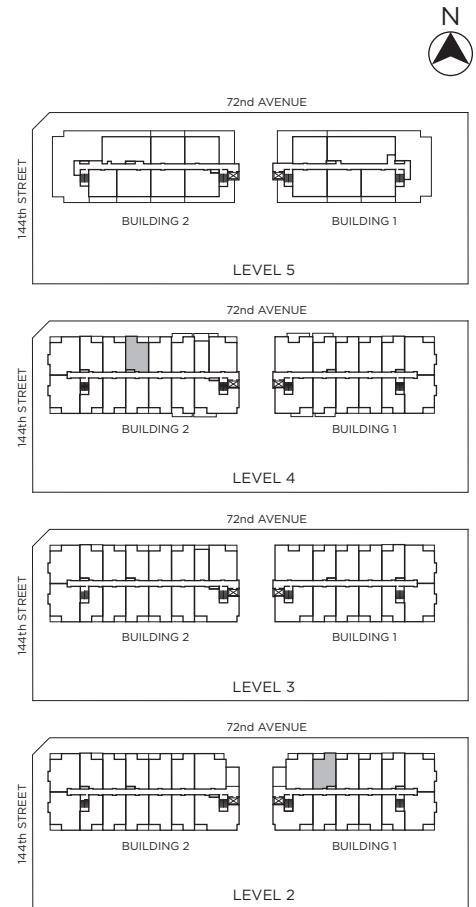 N
72nd AVENUE
144th STREET
BUILDING 2
BUILDING 1
LEVEL 5
72nd AVENUE
144th STREET
BUILDING 2
BUILDING 1
LEVEL 4
72nd AVENUE
144th STREET
BUILDING 2
BUILDING 1
LEVEL 3
72nd AVENUE
144th STREET
BUILDING 2
BUILDING 1
LEVEL 2